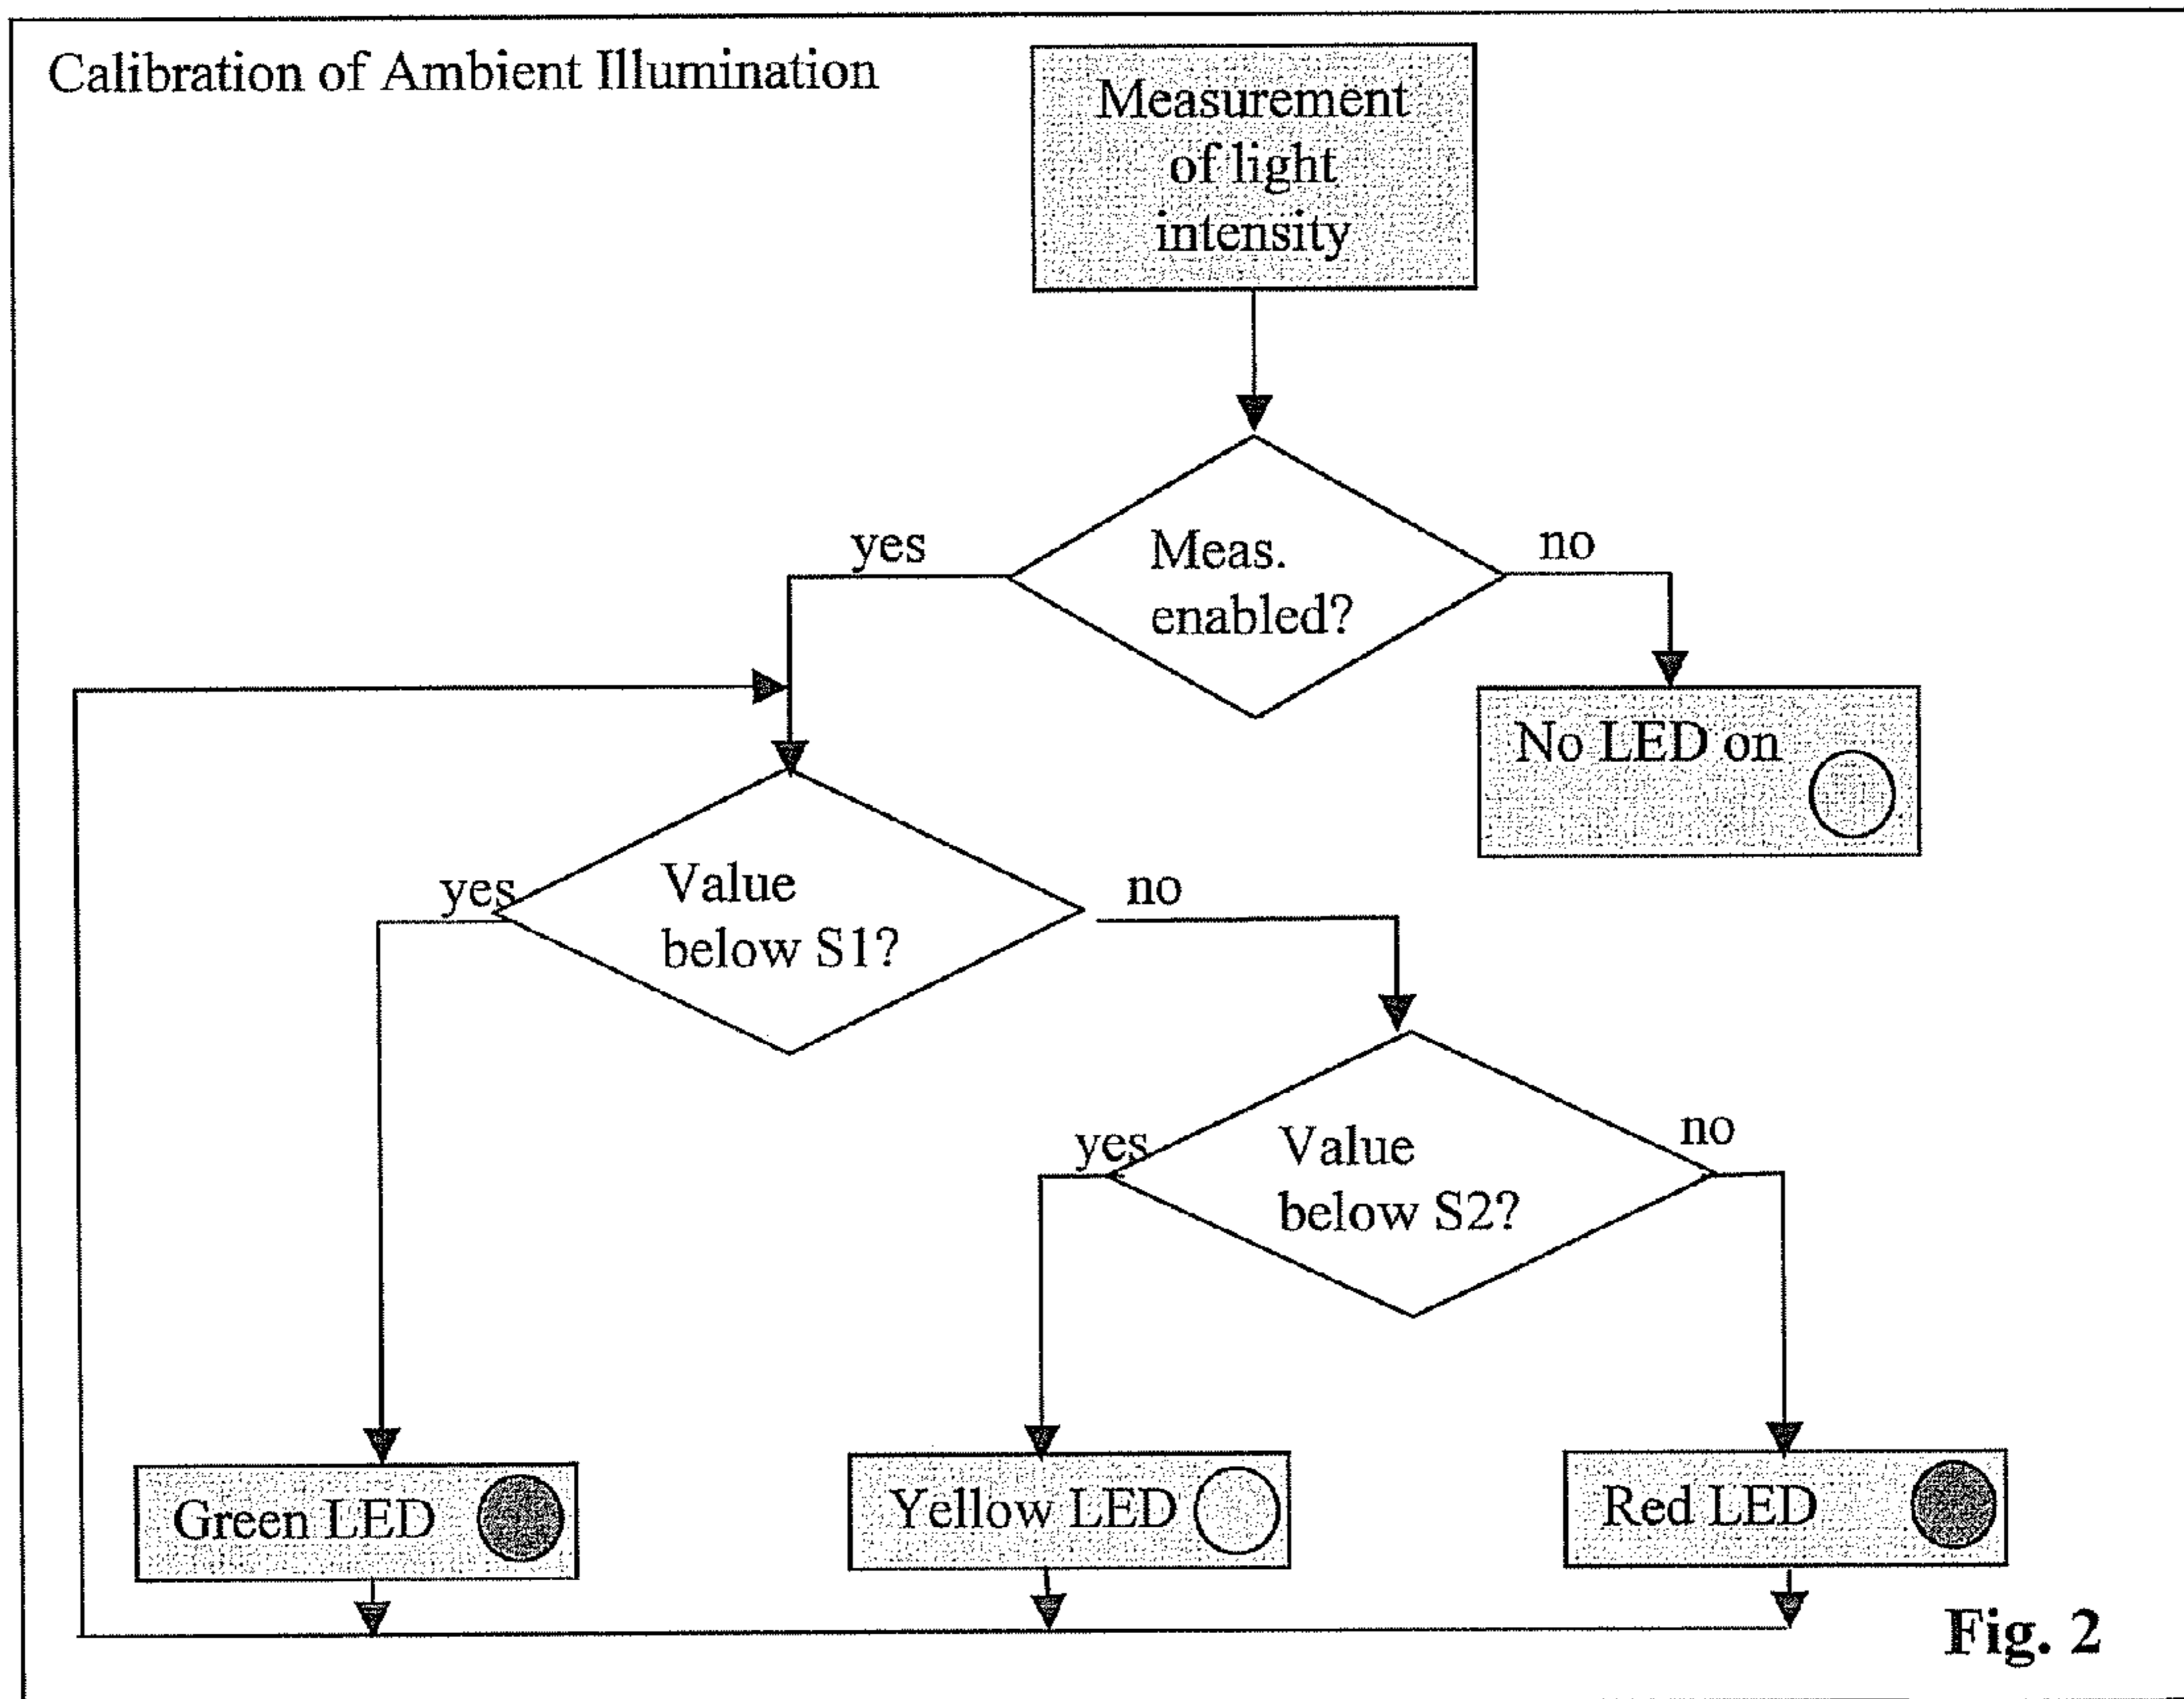 Calibration of Ambient Illumination
Measurement
of light
intensity
yes
Meas.
enabled?
no
No LED on
yes
Value
below S1?
no
yes
Value
below S2?
no
Green LED
Yellow LED
Red LED
Fig. 2